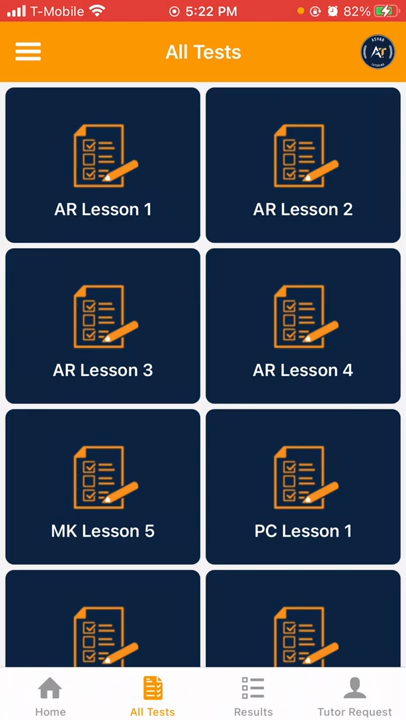 T-Mobile 5:22 PM 82%
All Tests
AR Lesson 1
AR Lesson 2
AR Lesson 3
AR Lesson 4
MK Lesson 5
PC Lesson 1
Home
All Tests
Results
Tutor Request